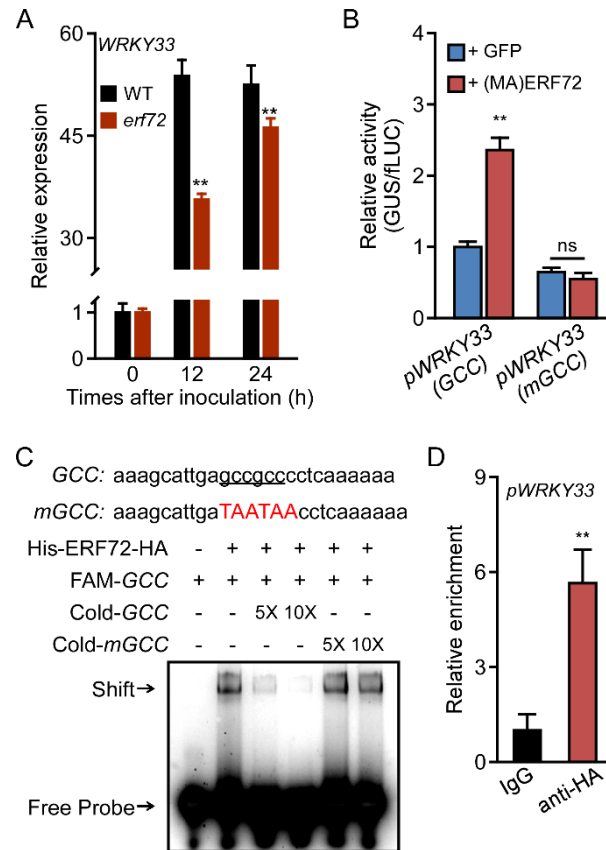 A
WRKY33
WT
erf72
Relative expression
60
45
30
1
0
**
**
0 12 24
Times after inoculation (h)
B
+ GFP
+ (MA)ERF72
Relative activity
(GUS/fLUC)
4
3
2
1
0
**
ns
pWRKY33
(GCC)
pWRKY33
(mGCC)
C
GCC: aaagcattgagccgcccctcaaaaaa
mGCC: aaagcattgaTAATAAcctcaaaaaa
His-ERF72-HA - + + + + +
FAM-GCC + + + + + +
Cold-GCC - - 5X 10X - -
Cold-mGCC - - - - 5X 10X
Shift→
Free Probe→
D
pWRKY33
Relative enrichment
9
6
3
0
**
IgG
anti-HA